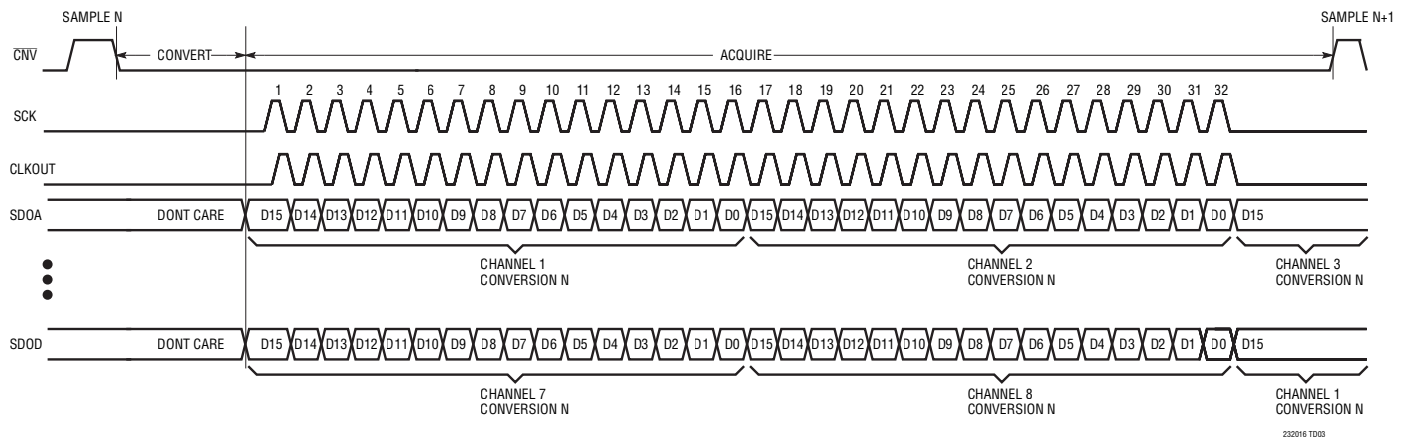 SAMPLE N
SAMPLE N+1
CNV
CONVERT
ACQUIRE
1 2 3 4 5 6 7 8 9 10 11 12 13 14 15 16 17 18 19 20 21 22 23 24 25 26 27 28 29 30 31 32
SCK
CLKOUT
SDOA DONT CARE D15 D14 D13 D12 D11 D10 D9 D8 D7 D6 D5 D4 D3 D2 D1 D0 D15 D14 D13 D12 D11 D10 D9 D8 D7 D6 D5 D4 D3 D2 D1 D0 D15
CHANNEL 1
CONVERSION N
CHANNEL 2
CONVERSION N
CHANNEL 3
CONVERSION N
SDOD DONT CARE D15 D14 D13 D12 D11 D10 D9 D8 D7 D6 D5 D4 D3 D2 D1 D0 D15 D14 D13 D12 D11 D10 D9 D8 D7 D6 D5 D4 D3 D2 D1 D0 D15
CHANNEL 7
CONVERSION N
CHANNEL 8
CONVERSION N
CHANNEL 1
CONVERSION N
232016 TD03